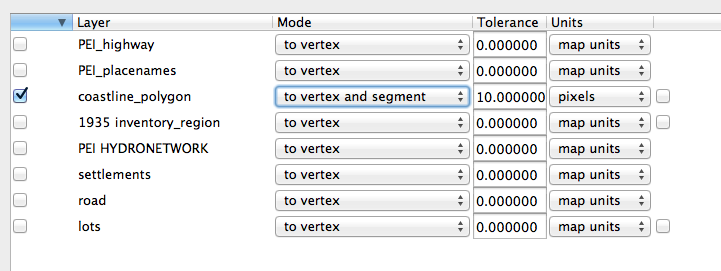 Layer Mode Tolerance Units
PEI_highway to vertex 0.000000 map units
PEI_placenames to vertex 0.000000 map units
coastline_polygon to vertex and segment 10.000000 pixels
1935 inventory_region to vertex 0.000000 map units
PEI HYDRONETWORK to vertex 0.000000 map units
settlements to vertex 0.000000 map units
road to vertex 0.000000 map units
lots to vertex 0.000000 map units